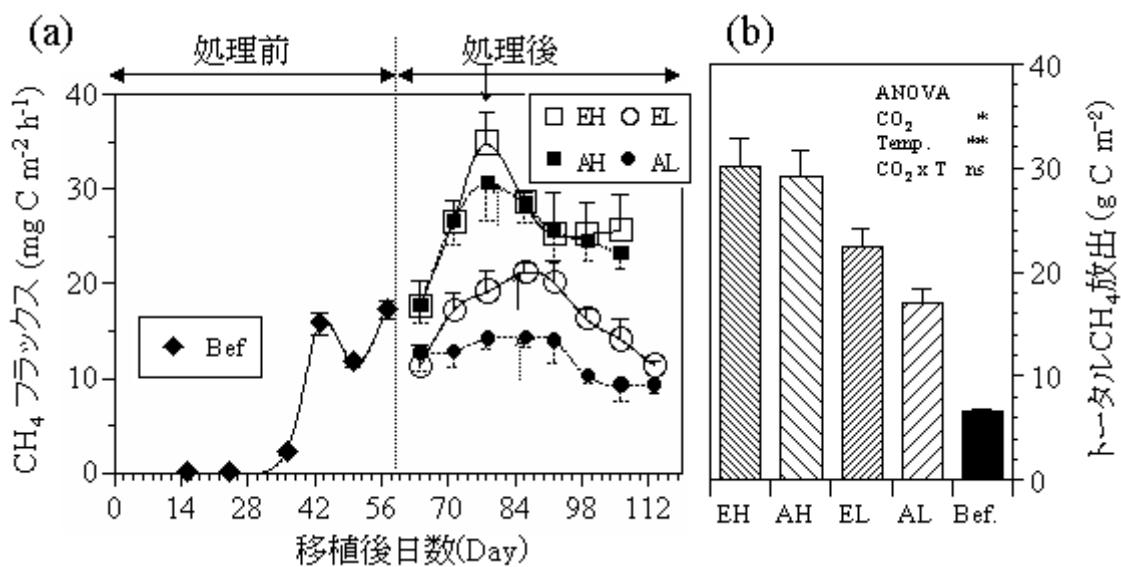 (a)
処理前
処理後
CH₄ フラックス (mg C m⁻² h⁻¹)
40
30
20
10
0
EH
EL
AH
AL
Bef
0 14 28 42 56 70 84 98 112
移植後日数(Day)
(b)
ANOVA
CO₂ *
Temp. **
CO₂ x T ns
40
30
20
10
0
トータルCH₄放出 (g C m⁻²)
EH AH EL AL Bef.